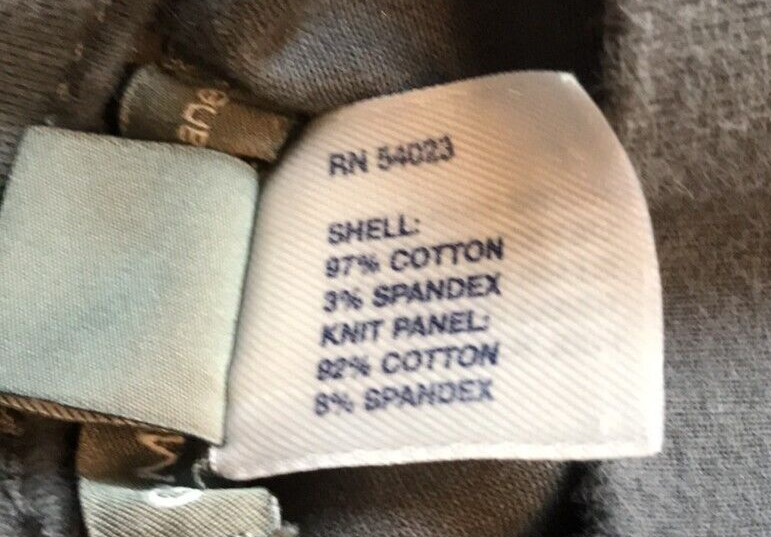 RN 54023
SHELL:
97% COTTON
3% SPANDEX
KNIT PANEL:
92% COTTON
8% SPANDEX